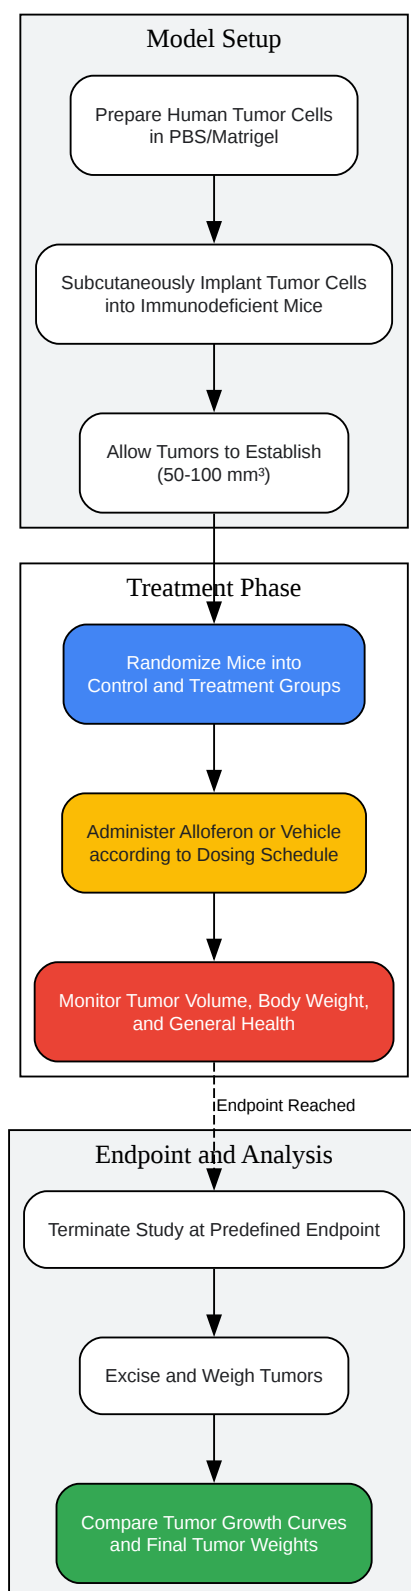 Model Setup
Prepare Human Tumor Cells
in PBS/Matrigel
Subcutaneously Implant Tumor Cells
into Immunodeficient Mice
Allow Tumors to Establish
(50-100 mm³)
Treatment Phase
Randomize Mice into
Control and Treatment Groups
Administer Alloferon or Vehicle
according to Dosing Schedule
Monitor Tumor Volume, Body Weight,
and General Health
Endpoint Reached
Endpoint and Analysis
Terminate Study at Predefined Endpoint
Excise and Weigh Tumors
Compare Tumor Growth Curves
and Final Tumor Weights